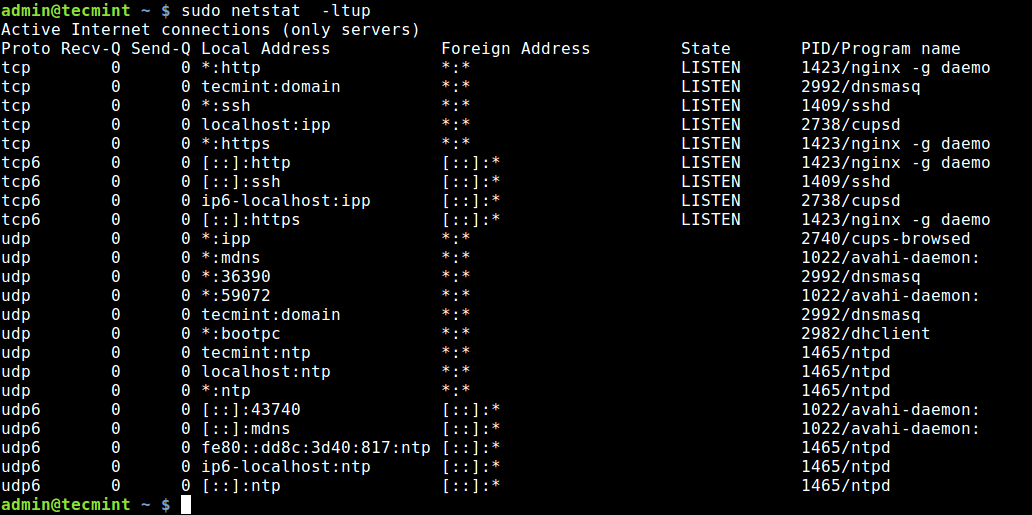 admin@tecmint ~ $ sudo netstat  -ltup
Active Internet connections (only servers)
Proto Recv-Q Send-Q Local Address           Foreign Address         State       PID/Program name
tcp        0      0 *:http                  *:*                     LISTEN      1423/nginx -g daemo
tcp        0      0 tecmint:domain          *:*                     LISTEN      2992/dnsmasq
tcp        0      0 *:ssh                   *:*                     LISTEN      1409/sshd
tcp        0      0 localhost:ipp           *:*                     LISTEN      2738/cupsd
tcp        0      0 *:https                 *:*                     LISTEN      1423/nginx -g daemo
tcp6       0      0 [::]:http               [::]:*                  LISTEN      1423/nginx -g daemo
tcp6       0      0 [::]:ssh                [::]:*                  LISTEN      1409/sshd
tcp6       0      0 ip6-localhost:ipp       [::]:*                  LISTEN      2738/cupsd
tcp6       0      0 [::]:https              [::]:*                  LISTEN      1423/nginx -g daemo
udp        0      0 *:ipp                   *:*                                 2740/cups-browsed
udp        0      0 *:mdns                  *:*                                 1022/avahi-daemon:
udp        0      0 *:36390                 *:*                                 2992/dnsmasq
udp        0      0 *:59072                 *:*                                 1022/avahi-daemon:
udp        0      0 tecmint:domain          *:*                                 2992/dnsmasq
udp        0      0 *:bootpc                *:*                                 2982/dhclient
udp        0      0 tecmint:ntp             *:*                                 1465/ntpd
udp        0      0 localhost:ntp           *:*                                 1465/ntpd
udp        0      0 *:ntp                   *:*                                 1465/ntpd
udp6       0      0 [::]:43740              [::]:*                              1022/avahi-daemon:
udp6       0      0 [::]:mdns               [::]:*                              1022/avahi-daemon:
udp6       0      0 fe80::dd8c:3d40:817:ntp [::]:*                              1465/ntpd
udp6       0      0 ip6-localhost:ntp       [::]:*                              1465/ntpd
udp6       0      0 [::]:ntp                [::]:*                              1465/ntpd
admin@tecmint ~ $